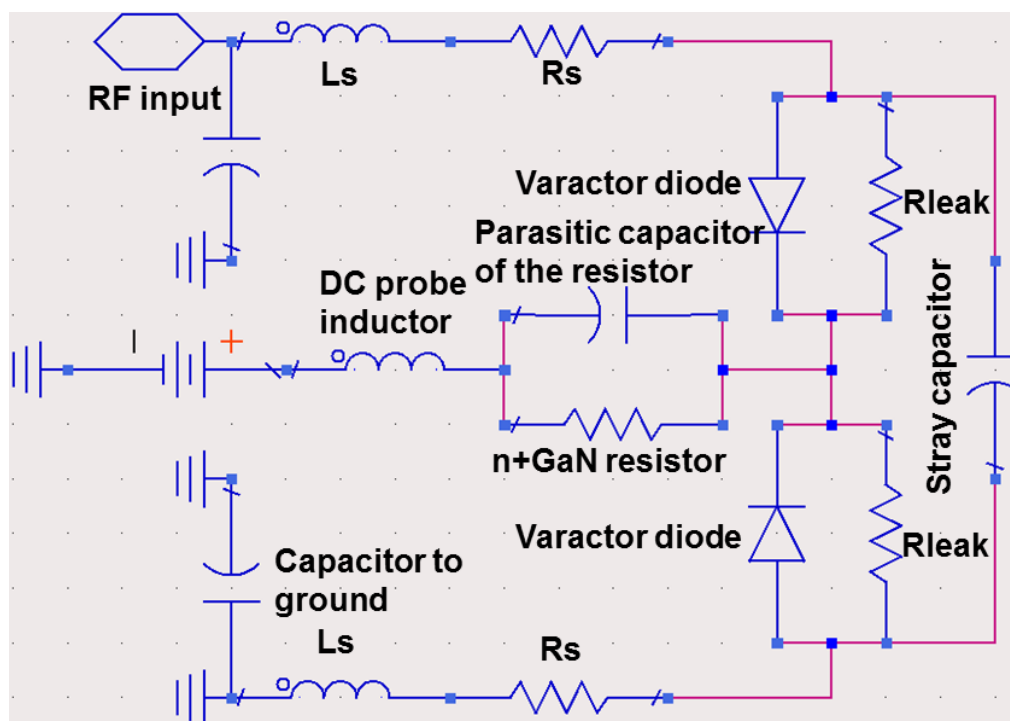 RF input
Ls
Rs
Varactor diode
Rleak
Parasitic capacitor
of the resistor
DC probe
inductor
+
n+GaN resistor
Stray capacitor
Varactor diode
Rleak
Capacitor to
ground
Ls
Rs